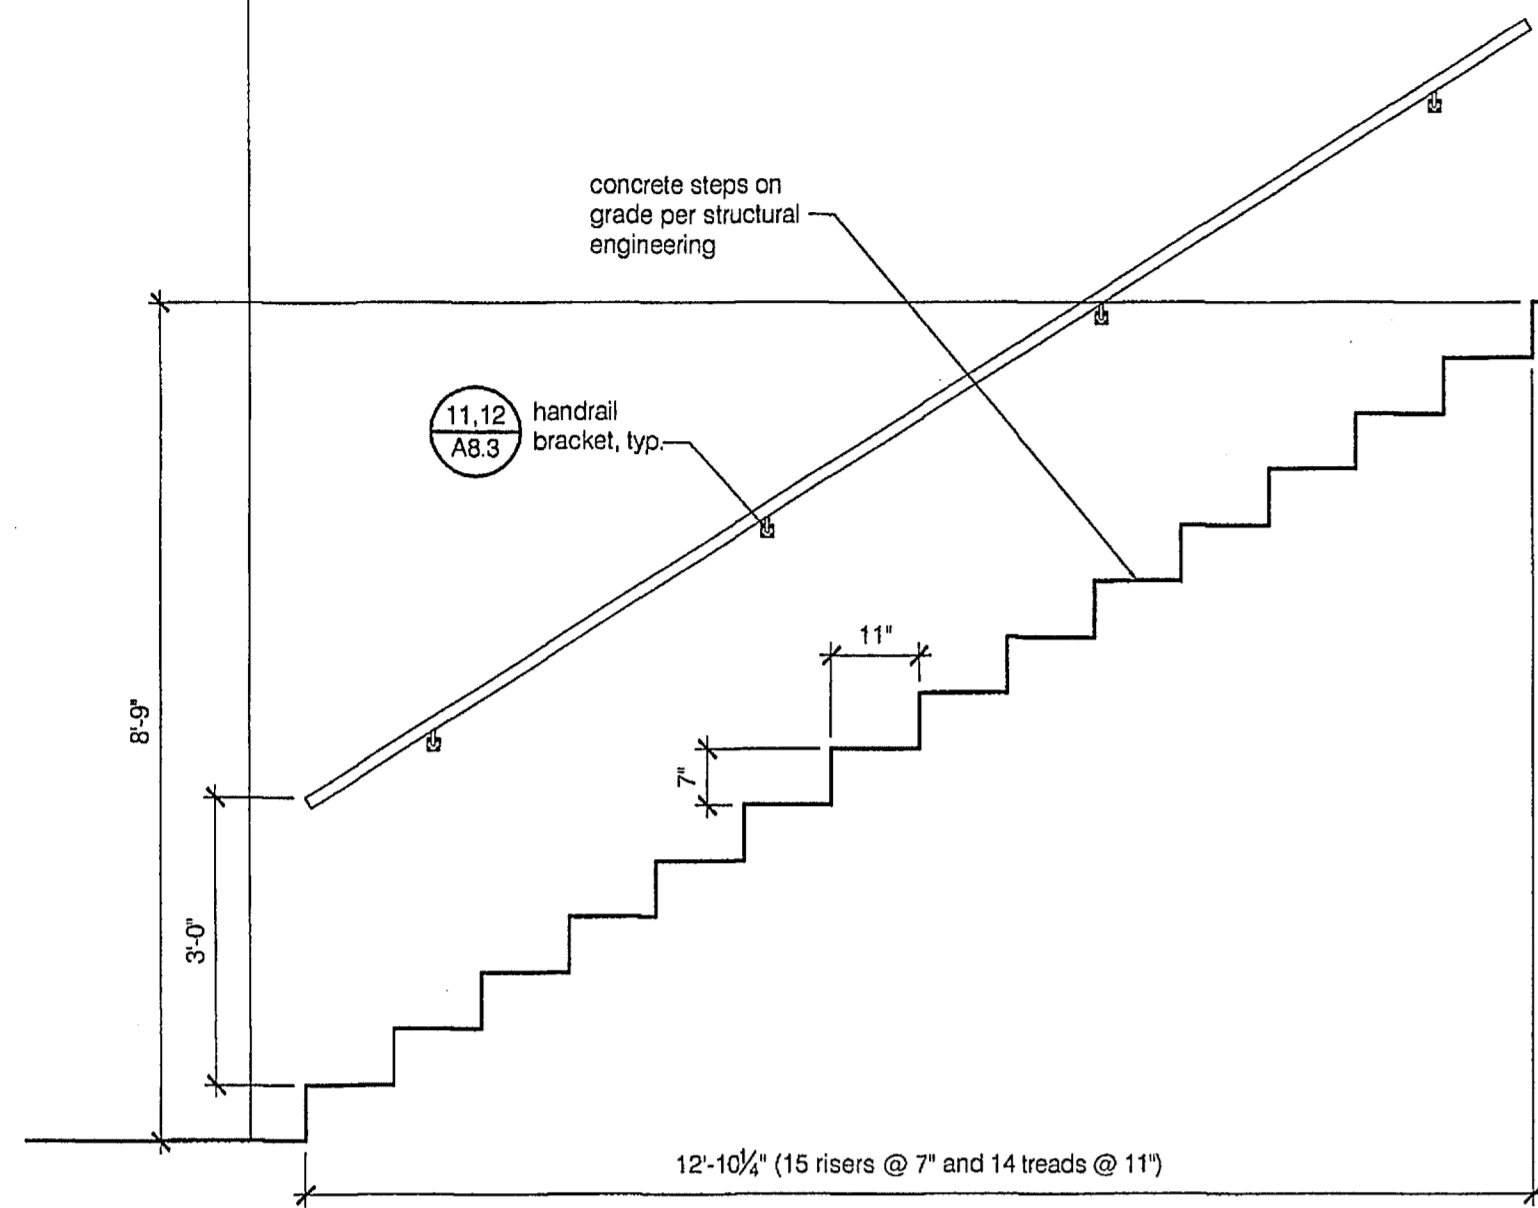 concrete steps on
grade per structural
engineering
11,12
A8.3
handrail
bracket, typ.
11"
7"
8'-9"
3'-0"
12'-10¼" (15 risers @ 7" and 14 treads @ 11")